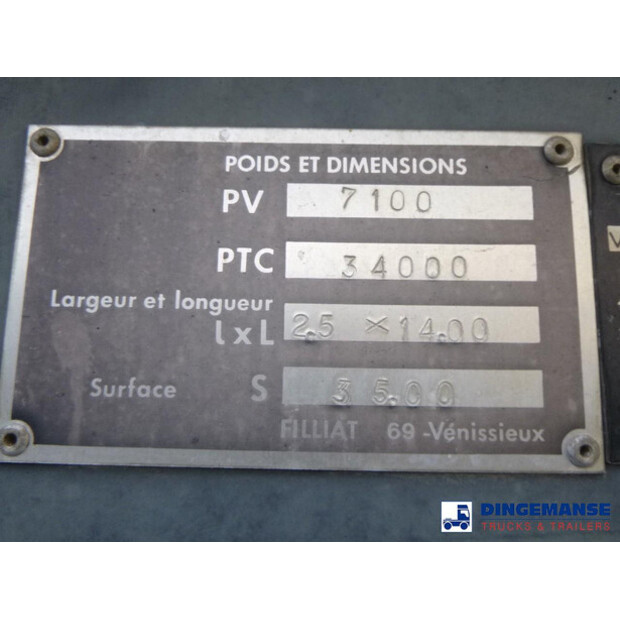 POIDS ET DIMENSIONS
PV 7100
PTC 34000
Largeur et longueur
l x L 2.5 × 14.00
Surface S 35.00
FILLIAT 69 - Vénissieux
V
DINGEMANSE
TRUCKS & TRAILERS